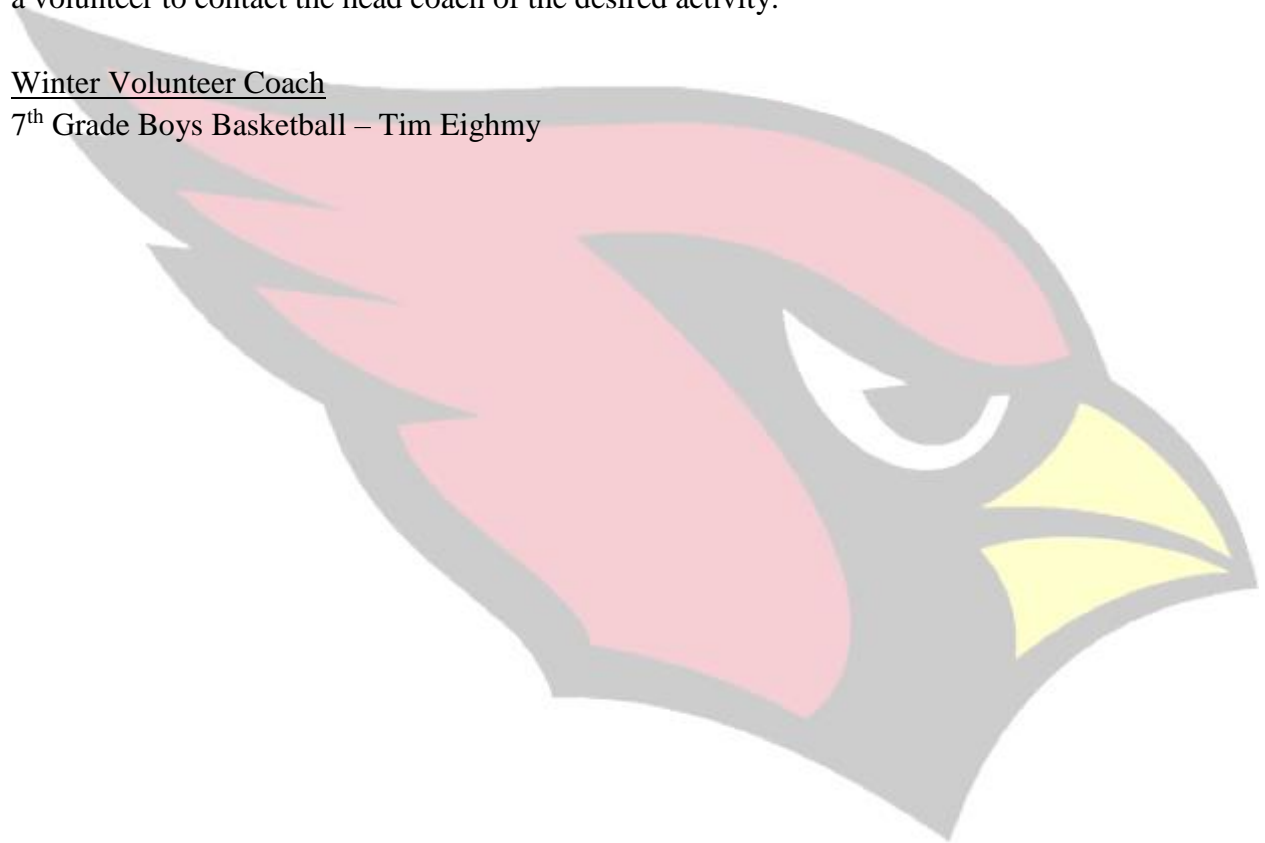 a volunteer to contact the head coach of the desired activity.
Winter Volunteer Coach
7th Grade Boys Basketball – Tim Eighmy